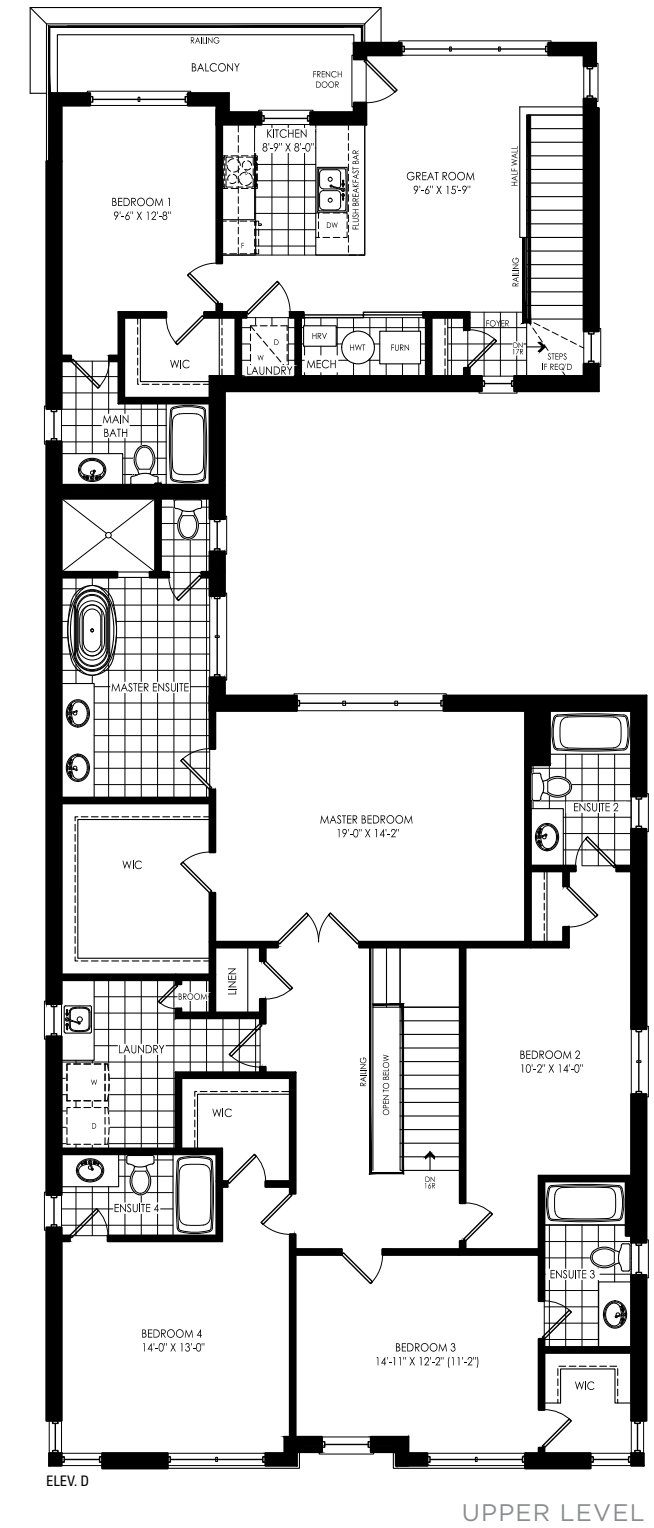 RAILING
BALCONY
FRENCH
DOOR
KITCHEN
8'-9" X 8'-0"
FLUSH BREAKFAST BAR
DW
F
GREAT ROOM
9'-6" X 15'-9"
HALF WALL
RAILING
BEDROOM 1
9'-6" X 12'-8"
WIC
W
D
LAUNDRY
HRV
MECH
HWT
FURN
FOYER
DN
17R
STEPS
IF REQ'D
MAIN
BATH
MASTER ENSUITE
MASTER BEDROOM
19'-0" X 14'-2"
ENSUITE 2
WIC
LINEN
BROOM
LAUNDRY
W
D
RAILING
OPEN TO BELOW
DN
16R
BEDROOM 2
10'-2" X 14'-0"
WIC
ENSUITE 4
ENSUITE 3
BEDROOM 4
14'-0" X 13'-0"
BEDROOM 3
14'-11" X 12'-2" (11'-2")
WIC
ELEV. D
UPPER LEVEL